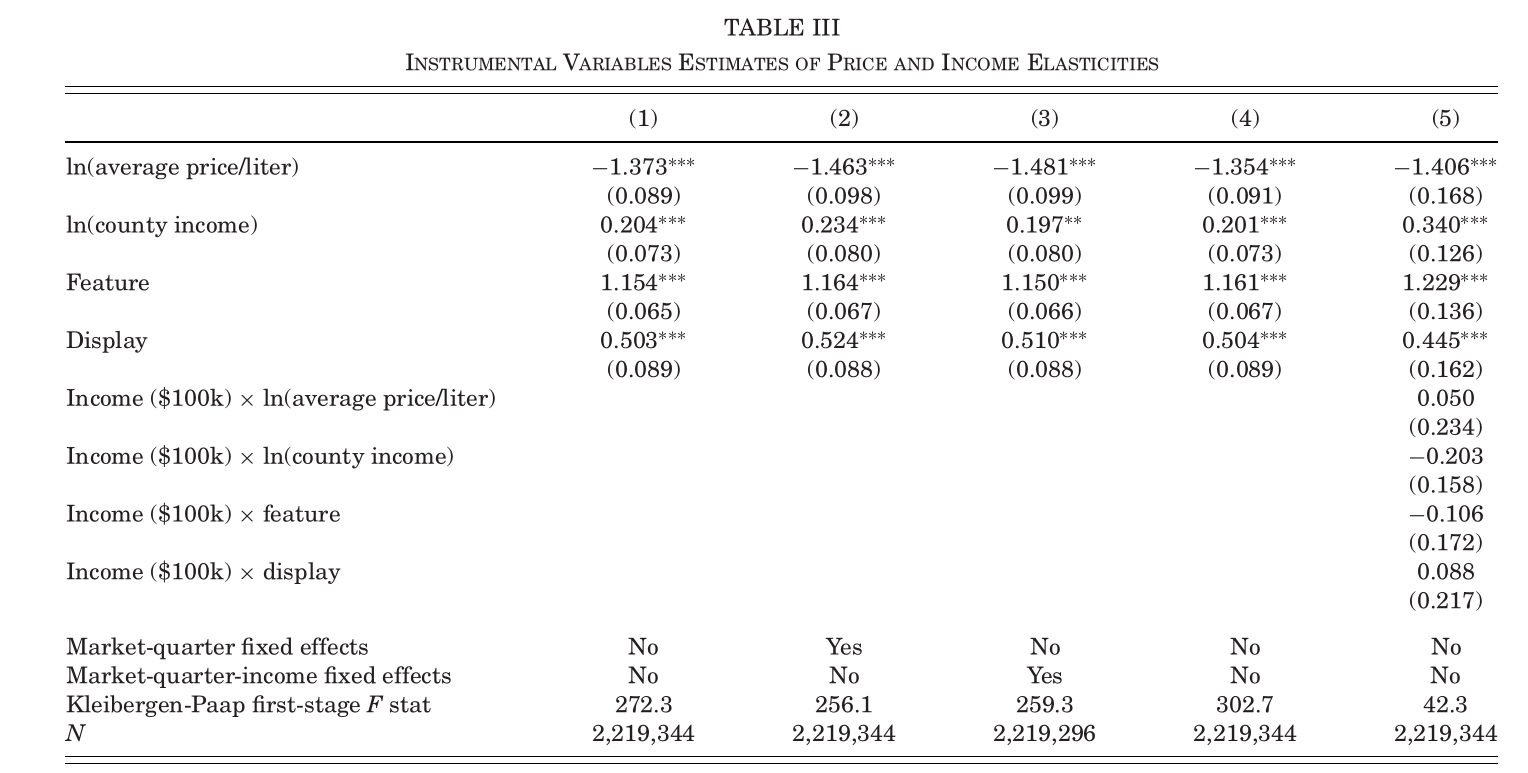 TABLE III
INSTRUMENTAL VARIABLES ESTIMATES OF PRICE AND INCOME ELASTICITIES
(1) (2) (3) (4) (5)
ln(average price/liter) −1.373*** −1.463*** −1.481*** −1.354*** −1.406***
(0.089) (0.098) (0.099) (0.091) (0.168)
ln(county income) 0.204*** 0.234*** 0.197** 0.201*** 0.340***
(0.073) (0.080) (0.080) (0.073) (0.126)
Feature 1.154*** 1.164*** 1.150*** 1.161*** 1.229***
(0.065) (0.067) (0.066) (0.067) (0.136)
Display 0.503*** 0.524*** 0.510*** 0.504*** 0.445***
(0.089) (0.088) (0.088) (0.089) (0.162)
Income ($100k) × ln(average price/liter) 0.050
(0.234)
Income ($100k) × ln(county income) −0.203
(0.158)
Income ($100k) × feature −0.106
(0.172)
Income ($100k) × display 0.088
(0.217)
Market-quarter fixed effects No Yes No No No
Market-quarter-income fixed effects No No Yes No No
Kleibergen-Paap first-stage F stat 272.3 256.1 259.3 302.7 42.3
N 2,219,344 2,219,344 2,219,296 2,219,344 2,219,344